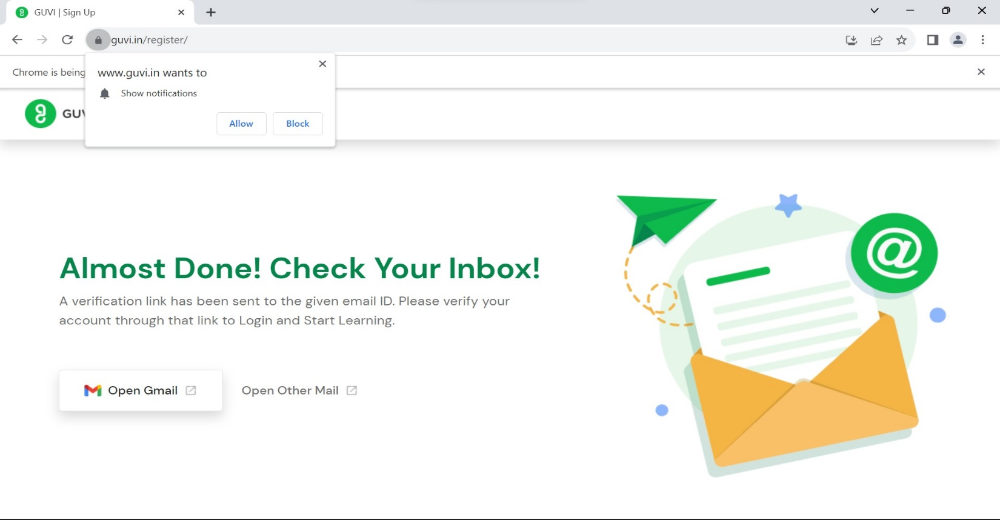 GUVI | Sign Up
guvi.in/register/
Chrome is being
www.guvi.in wants to
Show notifications
Allow
Block
GUV
Almost Done! Check Your Inbox!
A verification link has been sent to the given email ID. Please verify your
account through that link to Login and Start Learning.
Open Gmail
Open Other Mail
@